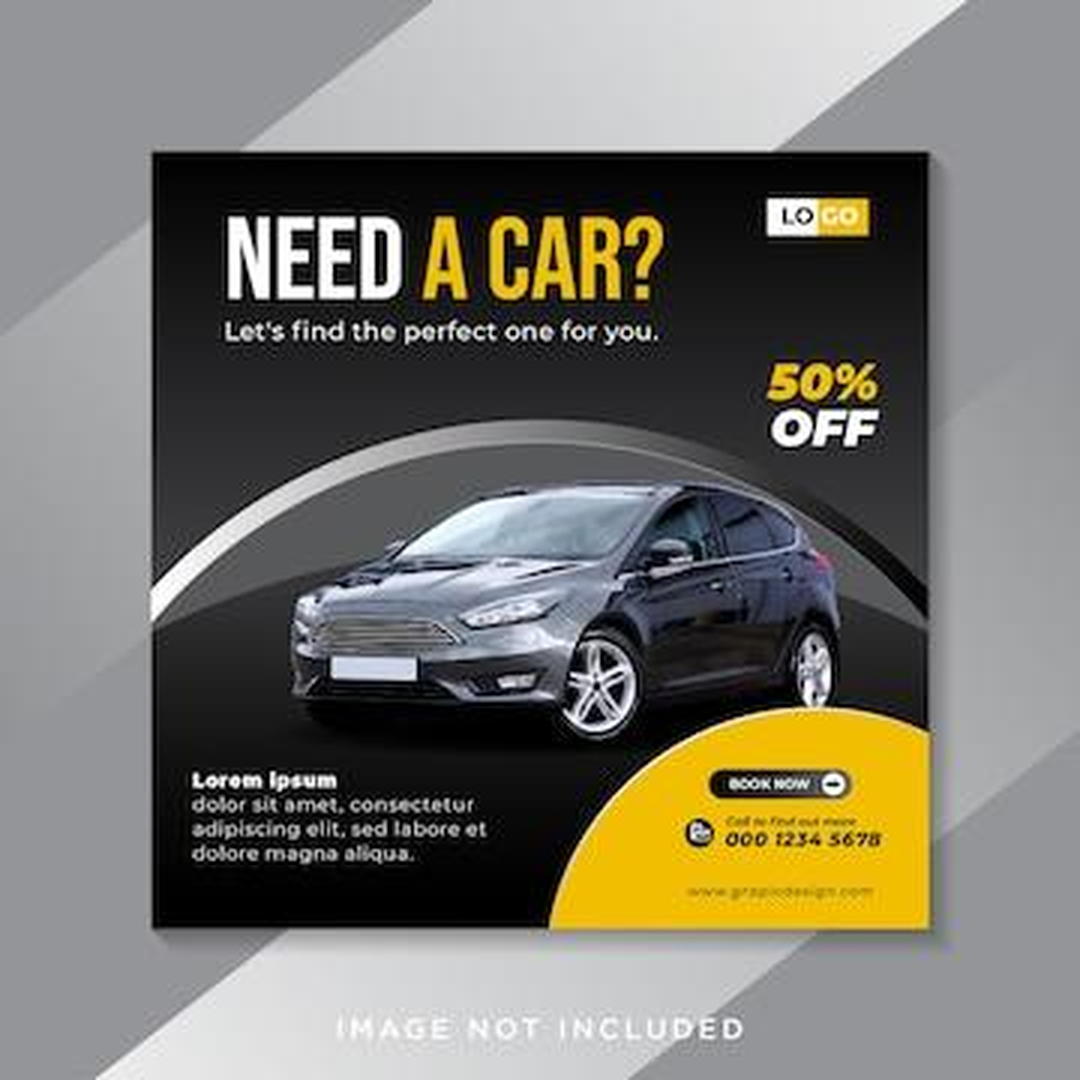 NEED A CAR?
LOGO
Let's find the perfect one for you.
50%
OFF
Lorem Ipsum
dolor sit amet, consectetur
adipiscing elit, sed labore et
dolore magna aliqua.
BOOK NOW
Call to find out more
000 1234 5678
www.grapicdesign.com
IMAGE NOT INCLUDED